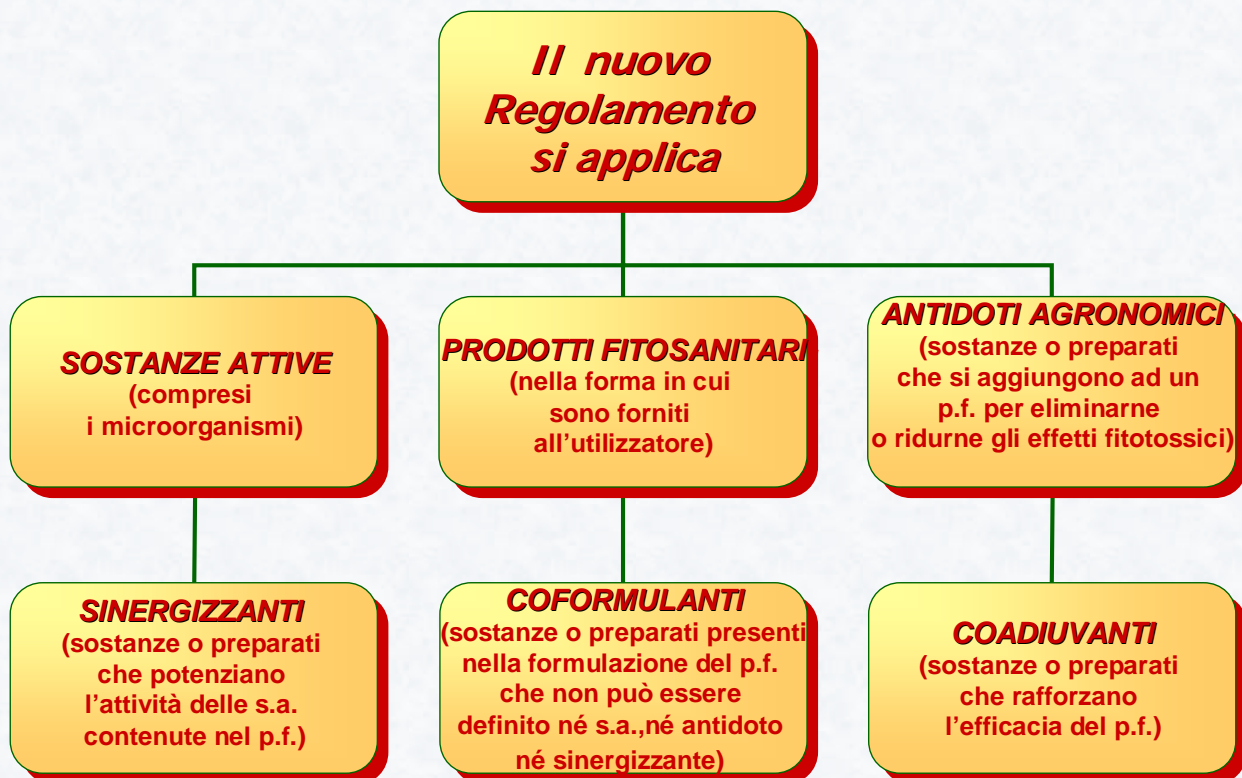 Il nuovo
Regolamento
si applica
SOSTANZE ATTIVE
(compresi
i microorganismi)
PRODOTTI FITOSANITARI
(nella forma in cui
sono forniti
all’utilizzatore)
ANTIDOTI AGRONOMICI
(sostanze o preparati
che si aggiungono ad un
p.f. per eliminarne
o ridurne gli effetti fitotossici)
SINERGIZZANTI
(sostanze o preparati
che potenziano
l’attività delle s.a.
contenute nel p.f.)
COFORMULANTI
(sostanze o preparati presenti
nella formulazione del p.f.
che non può essere
definito né s.a.,né antidoto
né sinergizzante)
COADIUVANTI
(sostanze o preparati
che rafforzano
l’efficacia del p.f.)